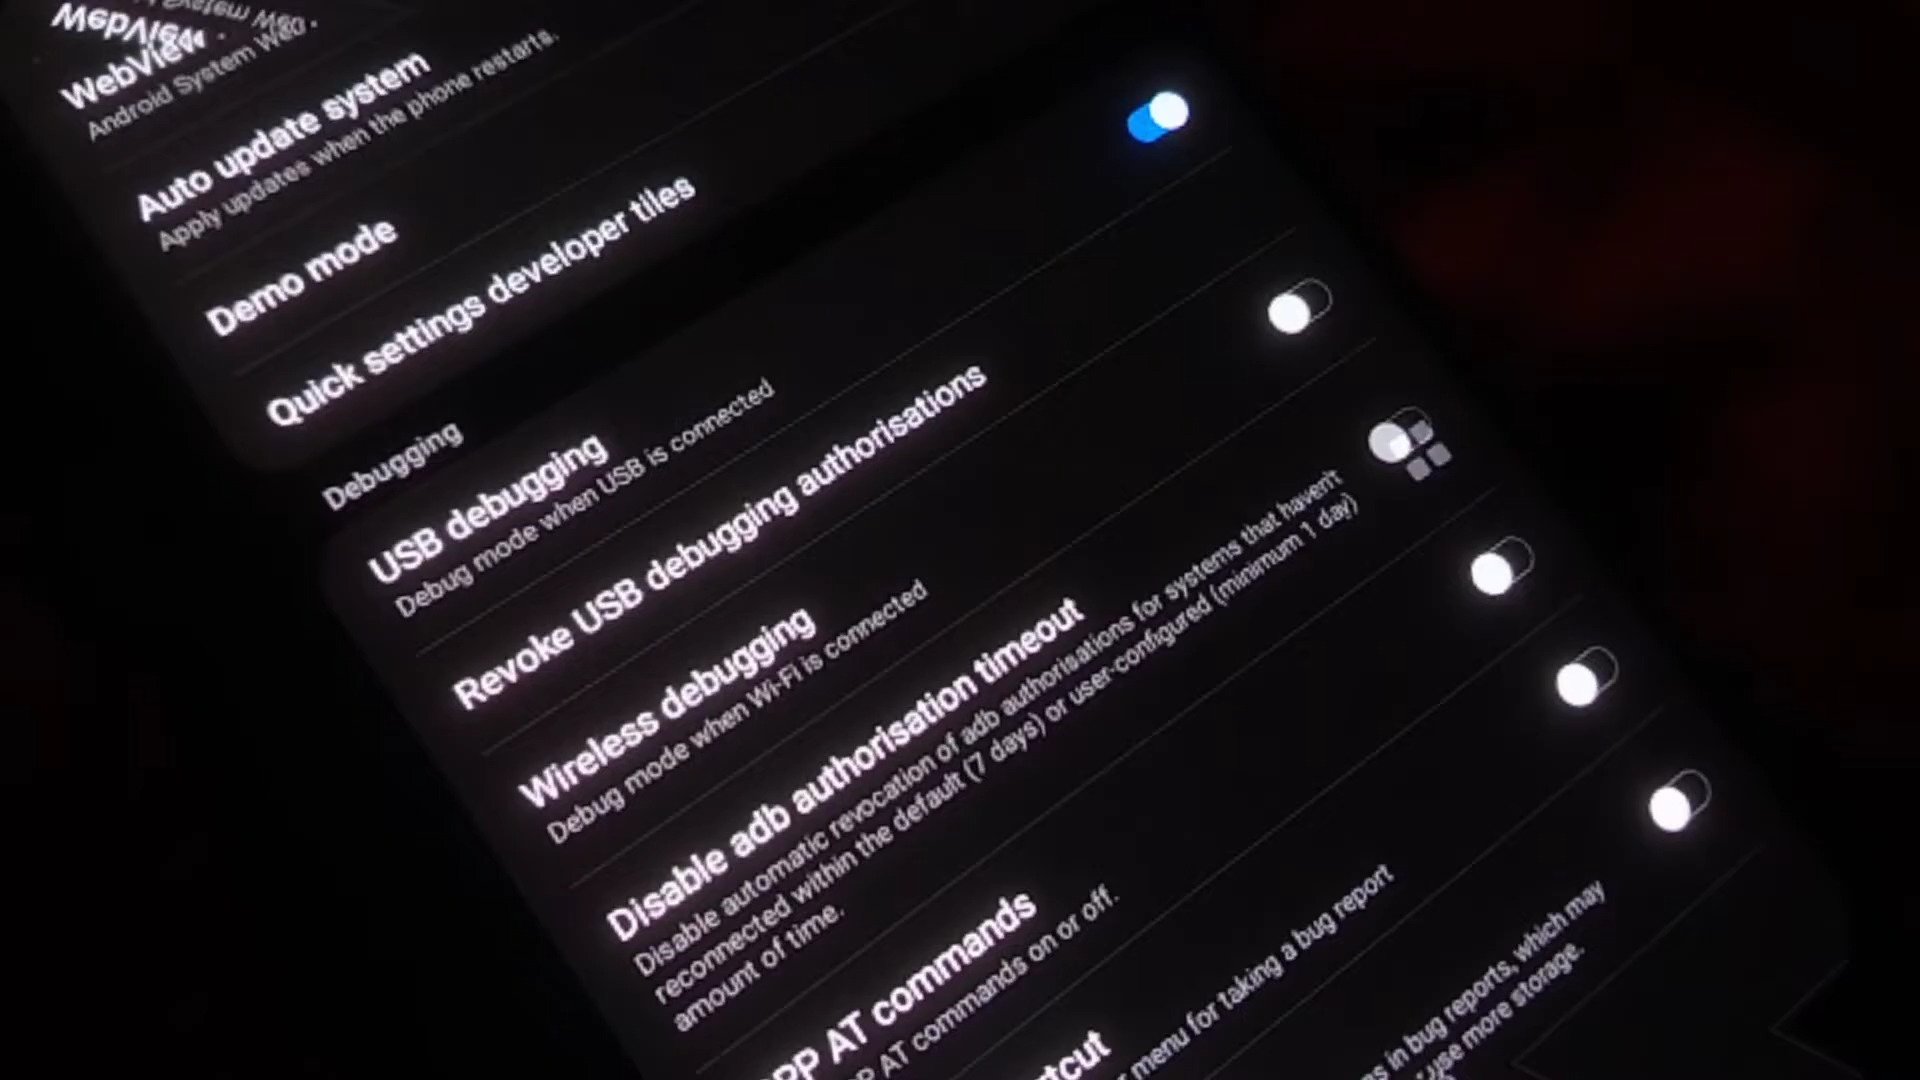 WebView
WebView
Android System Web
Auto update system
Apply updates when the phone restarts.
Demo mode
Quick settings developer tiles
Debugging
USB debugging
Debug mode when USB is connected
Revoke USB debugging authorisations
Wireless debugging
Debug mode when Wi-Fi is connected
Disable adb authorisation timeout
Disable automatic revocation of adb authorisations for systems that haven't
reconnected within the default (7 days) or user-configured (minimum 1 day)
amount of time.
AT commands
AT commands on or off.
menu for taking a bug report
in bug reports, which may
use more storage.